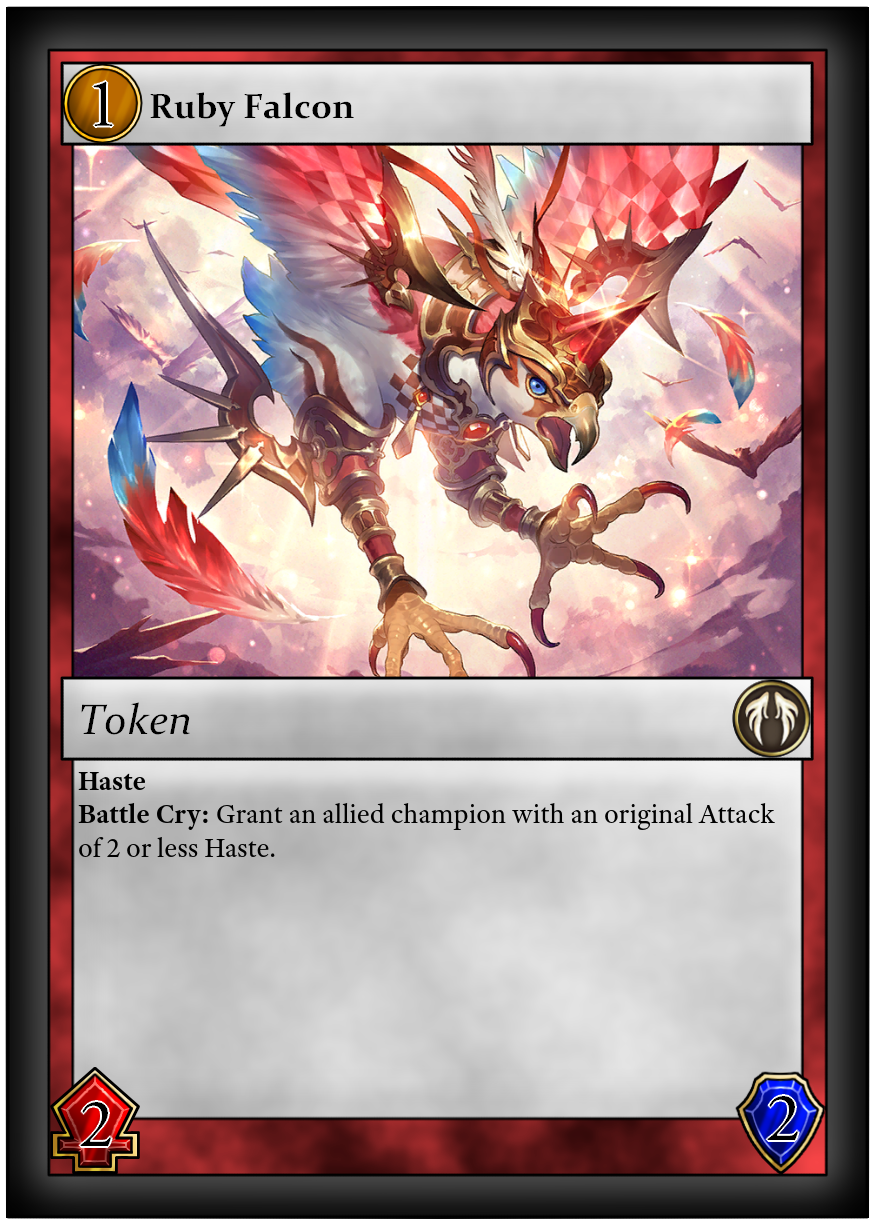 1 Ruby Falcon
Token
Haste
Battle Cry: Grant an allied champion with an original Attack
of 2 or less Haste.
2 2